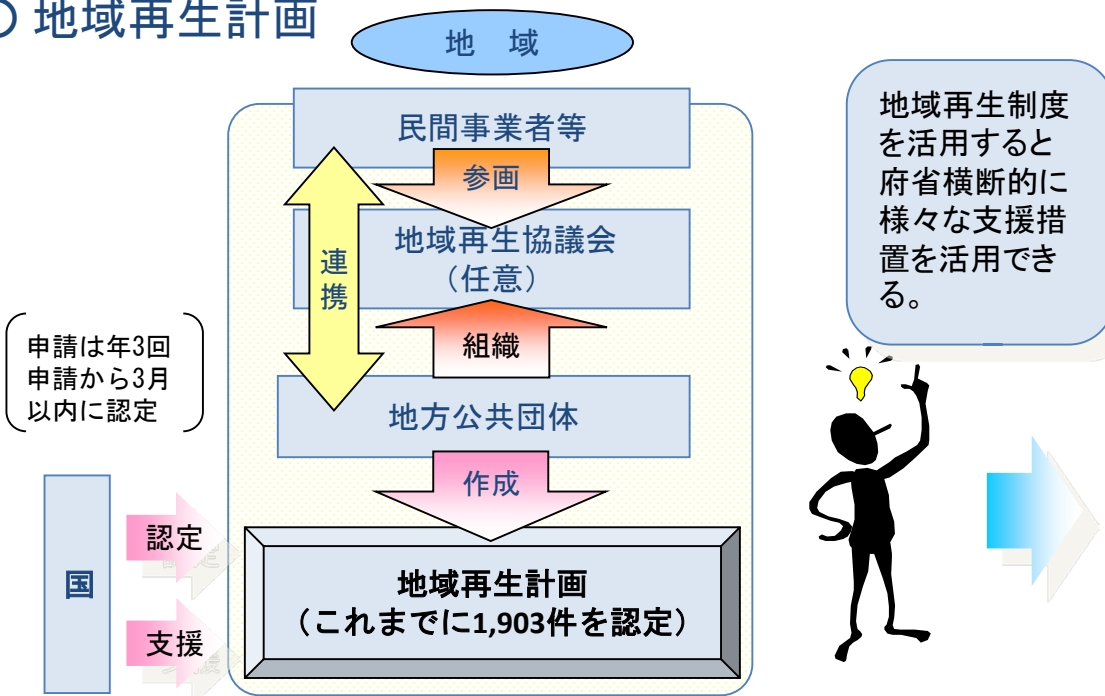 〇 地域再生計画
地 域
民間事業者等
参画
地域再生協議会
（任意）
連携
組織
地方公共団体
作成
地域再生計画
（これまでに1,903件を認定）
申請は年3回
申請から3月
以内に認定
国
認定
支援
地域再生制度
を活用すると
府省横断的に
様々な支援措
置を活用でき
る。